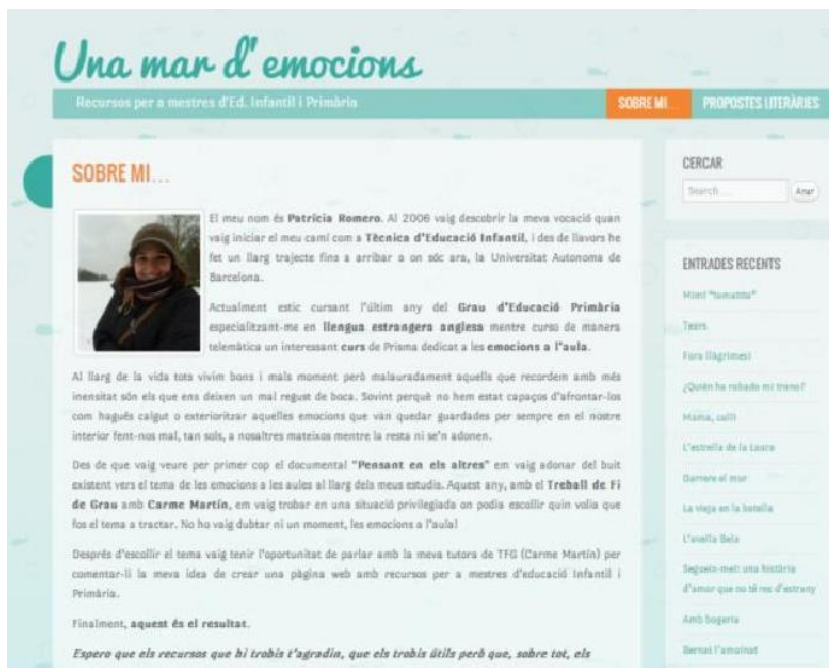 Una mar d'emocions
Recursos per a mestres d'Ed. Infantil i Primària
SOBRE MI...
PROPOSTES LITERÀRIES
SOBRE MI...
El meu nom és Patrícia Romero. Al 2006 vaig descobrir la meva vocació quan
vaig iniciar el meu camí com a Tècnica d'Educació Infantil, i des de llavors he
fet un llarg trajecte fins a arribar a on sóc ara, la Universitat Autonoma de
Barcelona.
Actualment estic cursant l'últim any del Grau d'Educació Primària
especialitzant-me en llengua estrangera anglesa mentre curso de manera
telemàtica un interessant curs de Prisma dedicat a les emocions a l"aula.
Al llarg de la vida tots vivim bons i mals moment però malauradament aquells que recordem amb més
inensitat són els que ens deixen un mal regust de boca. Sovint perquè no hem estat capaços d'afrontar-los
com hagués calgut o exterioritzar aquelles emocions que van quedar guardades per sempre en el nostre
interior fent-nos mal, tan sols, a nosaltres mateixos mentre la resta ni se'n adonen.
Des de que vaig veure per primer cop el documental "Pensant en els altres" em vaig adonar del buit
existent vers el tema de les emocions a les aules al llarg dels meus estudis. Aquest any, amb el Treball de Fi
de Grau amb Carme Martín, em vaig trobar en una situació privilegiada on podia escollir quin volia que
fos el tema a tractar. No ho vaig dubtar ni un moment, les emocions a l'aula!
Després d'escollir el tema vaig tenir l'oportunitat de parlar amb la meva tutora de TFG (Carme Martín) per
comentar-li la meva idea de crear una pàgina web amb recursos per a mestres d'educació Infantil i
Primària.
Finalment, aquest és el resultat.
Espero que els recursos que hi trobis t'agradin, que els trobis útils però que, sobre tot, els
CERCAR
Search ...
Anar
ENTRADES RECENTS
Mimi "tomatito"
Tears
Fora llàgrimes!
¿Quién ha robado mi trono?
Mama, cuit!
L'estrella de la Laura
Darrere el mur
La vieja en la botella
L'ovella Bela
Segueix-me!: una història
d'amor que no té res d'estrany
Amb bogeria
Bernat l'amoïnat